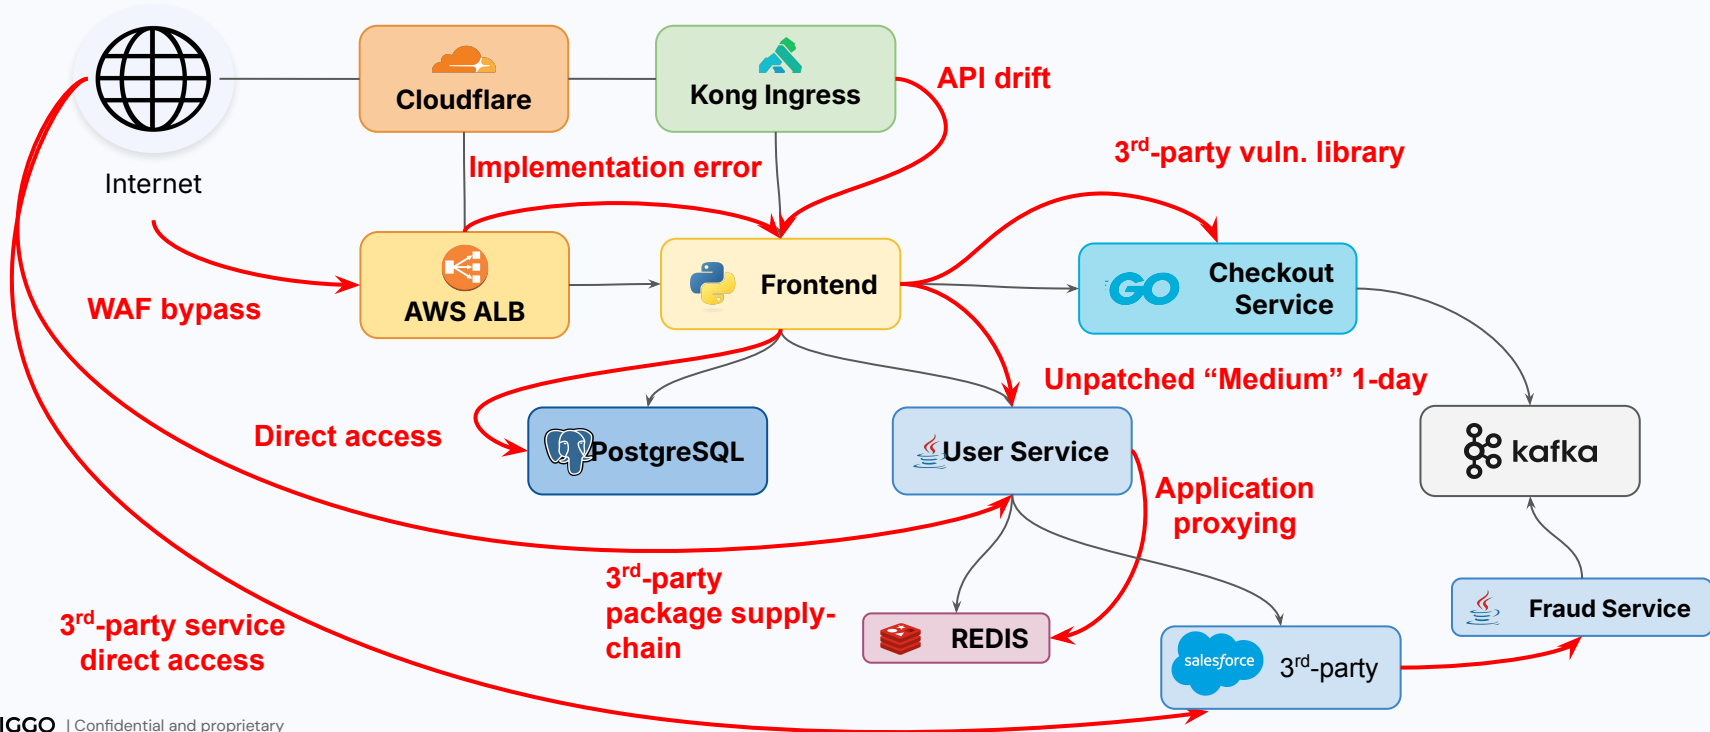 Cloudflare
Kong Ingress
API drift
Internet
Implementation error
3rd-party vuln. library
WAF bypass
AWS ALB
Frontend
GO
Checkout
Service
Direct access
PostgreSQL
User Service
Unpatched “Medium” 1-day
kafka
Application
proxying
3rd-party
package supply-
chain
3rd-party service
direct access
REDIS
salesforce
3rd-party
Fraud Service
IGGO | Confidential and proprietary